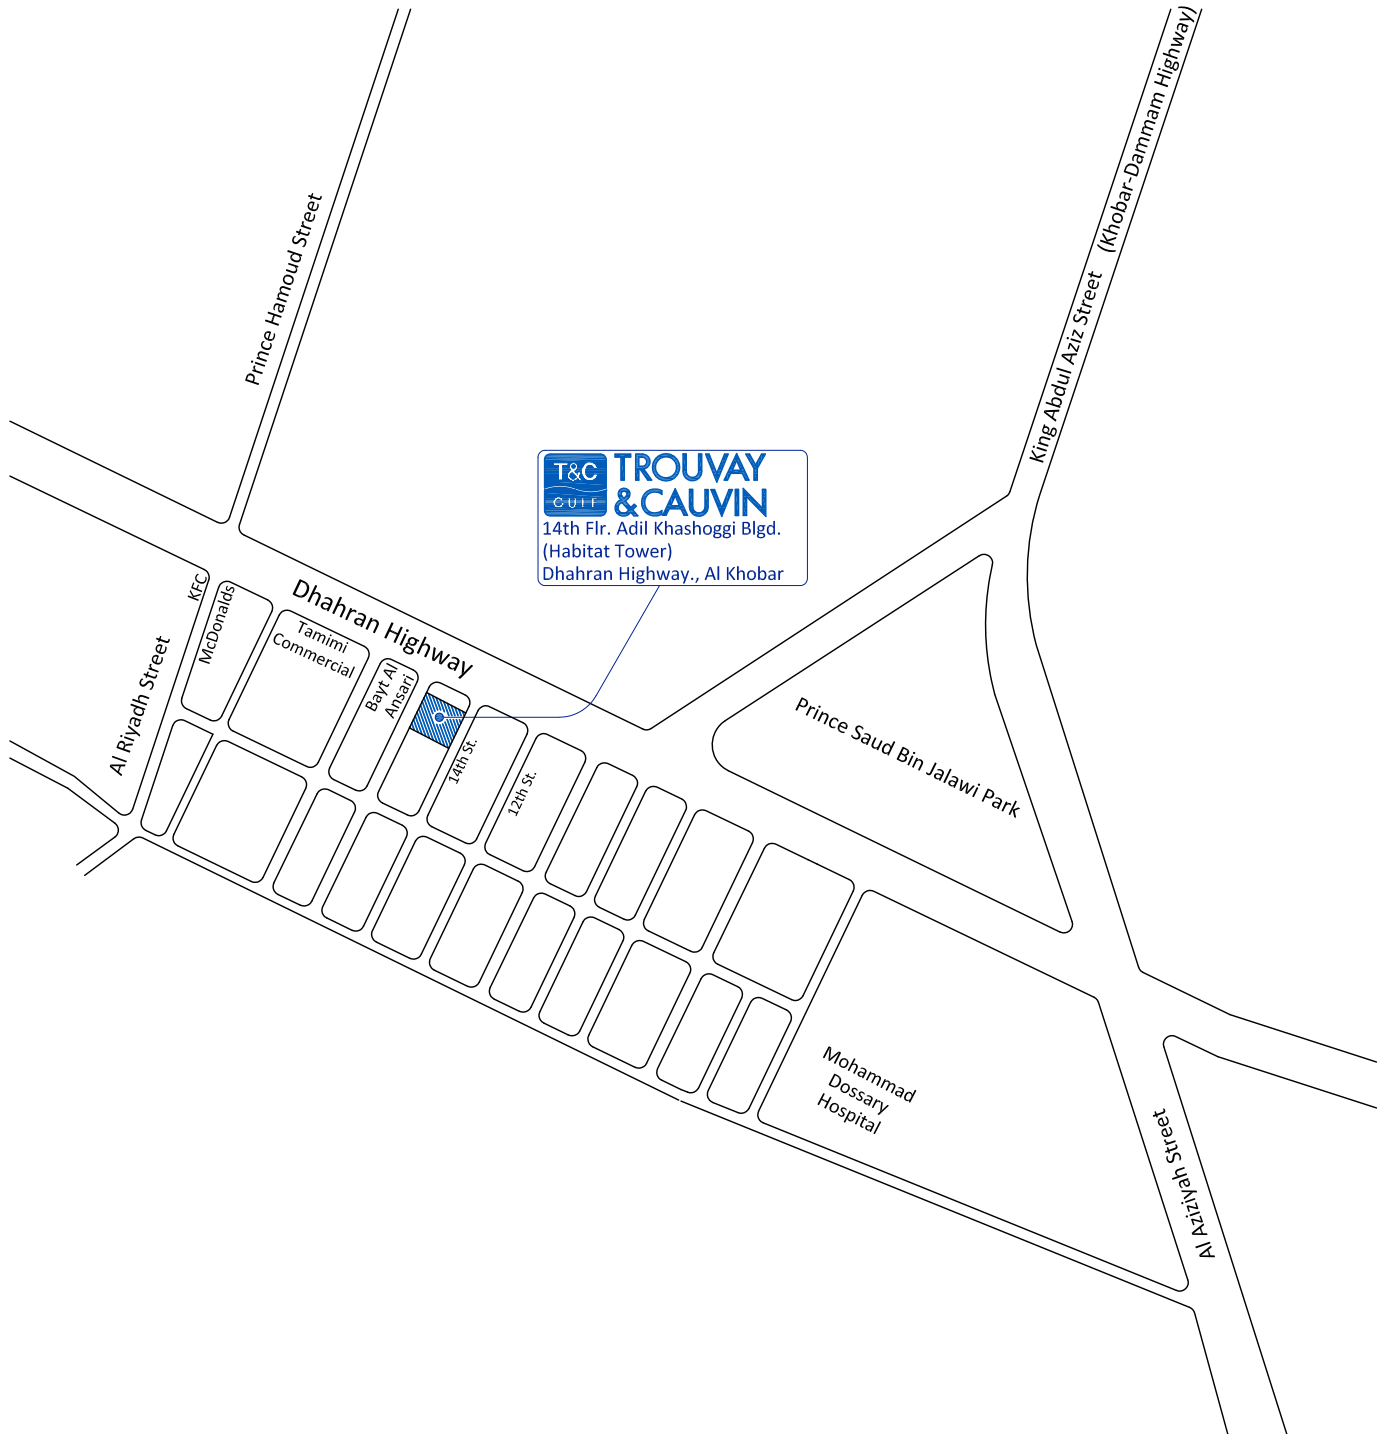 Prince Hamoud Street
King Abdul Aziz Street (Khobar-Dammam Highway)
T&C
GULF
TROUVAY
&CAUVIN
14th Flr. Adil Khashoggi Blgd.
(Habitat Tower)
Dhahran Highway., Al Khobar
KFC
McDonalds
Dhahran Highway
Tamimi
Commercial
Bayt Al
Ansari
Al Riyadh Street
14th St.
12th St.
Prince Saud Bin Jalawi Park
Mohammad
Dossary
Hospital
Al Aziziyah Street